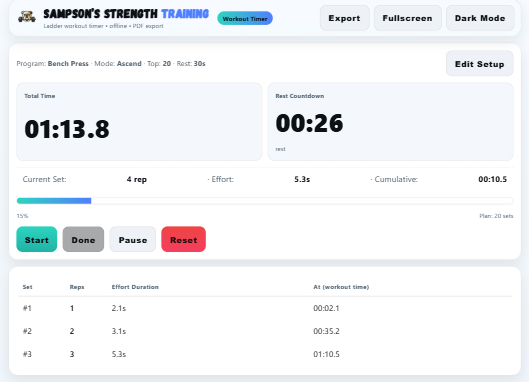 SAMPSON'S STRENGTH TRAINING
Ladder workout timer • offline • PDF export
Workout Timer
Export
Fullscreen
Dark Mode
Program: Bench Press · Mode: Ascend · Top: 20 · Rest: 30s
Edit Setup
Total Time
01:13.8
Rest Countdown
00:26
rest
Current Set: 4 rep · Effort: 5.3s · Cumulative: 00:10.5
15%
Plan: 20 sets
Start
Done
Pause
Reset
Set Reps Effort Duration At (workout time)
#1 1 2.1s 00:02.1
#2 2 3.1s 00:35.2
#3 3 5.3s 01:10.5